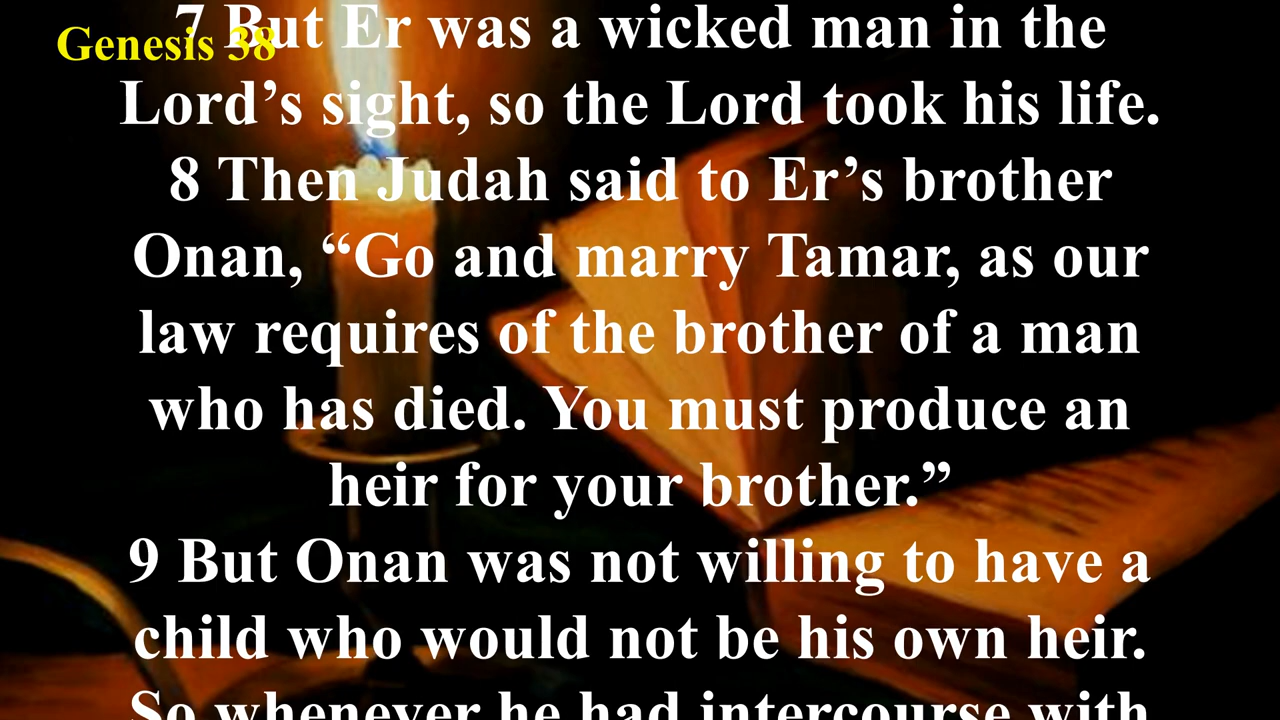 Genesis 38
7 But Er was a wicked man in the
Lord’s sight, so the Lord took his life.
8 Then Judah said to Er’s brother
Onan, “Go and marry Tamar, as our
law requires of the brother of a man
who has died. You must produce an
heir for your brother.”
9 But Onan was not willing to have a
child who would not be his own heir.
So whenever he had intercourse with